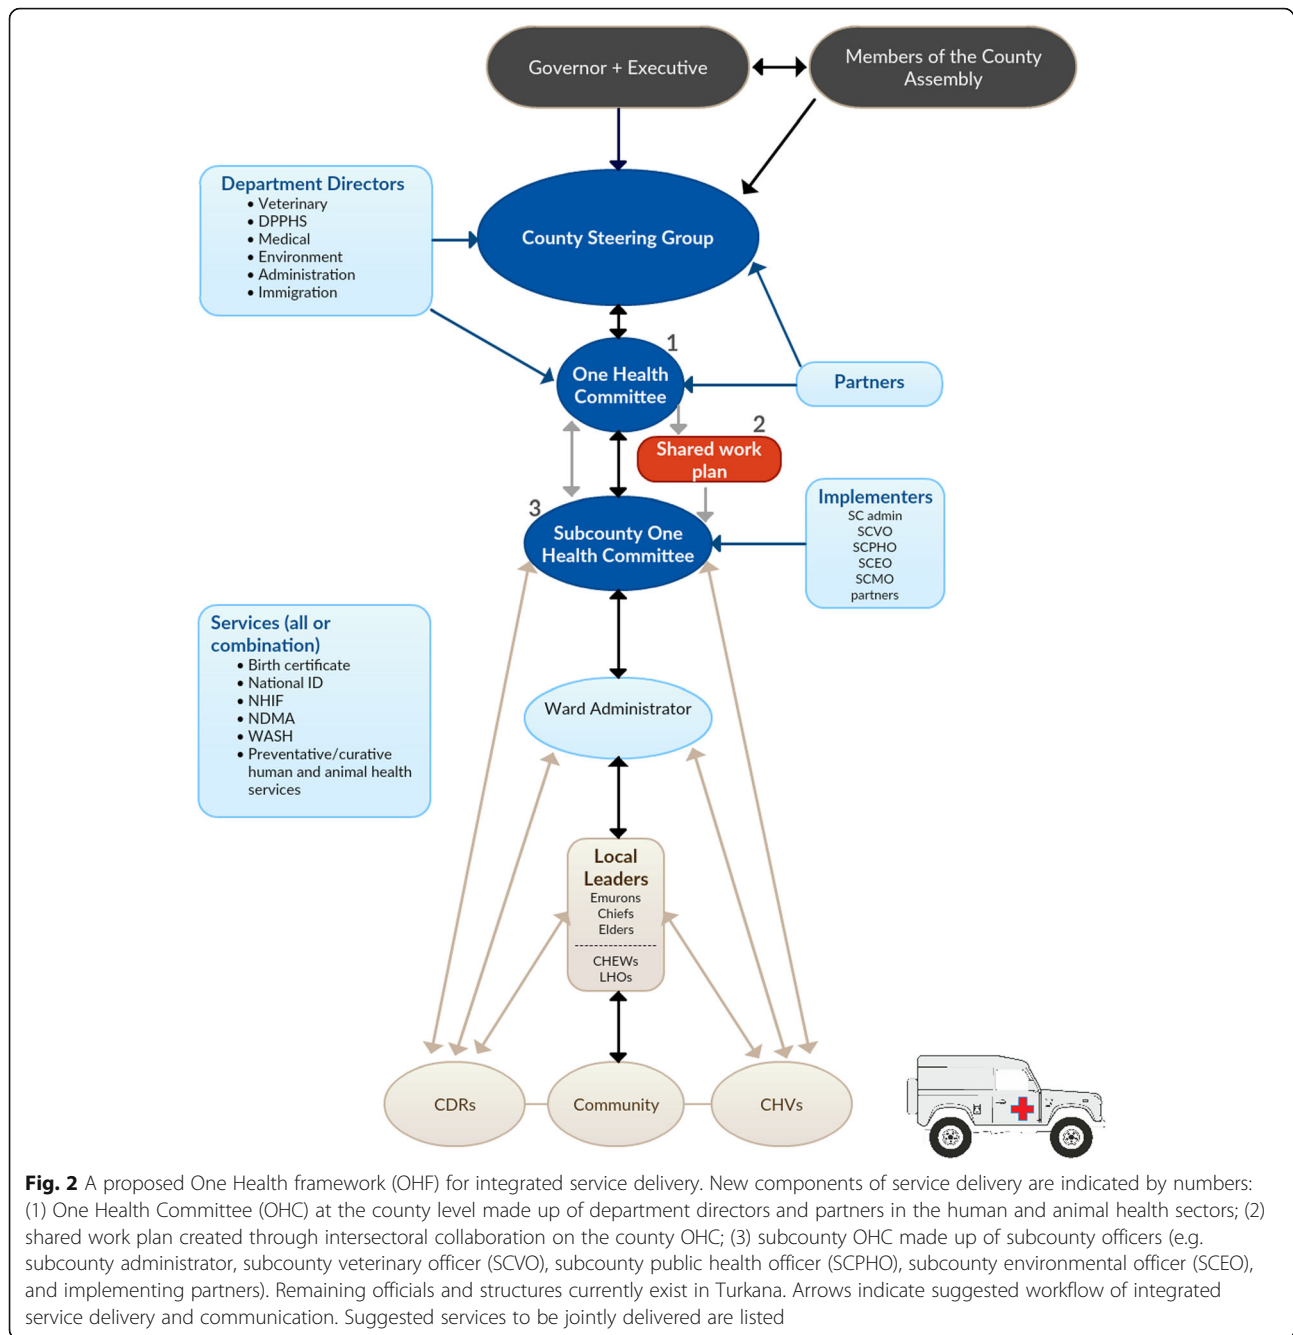 Governor + Executive
Members of the County
Assembly
Department Directors
• Veterinary
• DPPHS
• Medical
• Environment
• Administration
• Immigration
County Steering Group
1
One Health
Committee
Partners
2
Shared work
plan
3
Subcounty One
Health Committee
Implementers
SC admin
SCVO
SCPHO
SCEO
SCMO
partners
Services (all or
combination)
• Birth certificate
• National ID
• NHIF
• NDMA
• WASH
• Preventative/curative
human and animal health
services
Ward Administrator
Local
Leaders
Emurons
Chiefs
Elders
CHEWs
LHOs
CDRs
Community
CHVs
Fig. 2 A proposed One Health framework (OHF) for integrated service delivery. New components of service delivery are indicated by numbers:
(1) One Health Committee (OHC) at the county level made up of department directors and partners in the human and animal health sectors; (2)
shared work plan created through intersectoral collaboration on the county OHC; (3) subcounty OHC made up of subcounty officers (e.g.
subcounty administrator, subcounty veterinary officer (SCVO), subcounty public health officer (SCPHO), subcounty environmental officer (SCEO),
and implementing partners). Remaining officials and structures currently exist in Turkana. Arrows indicate suggested workflow of integrated
service delivery and communication. Suggested services to be jointly delivered are listed